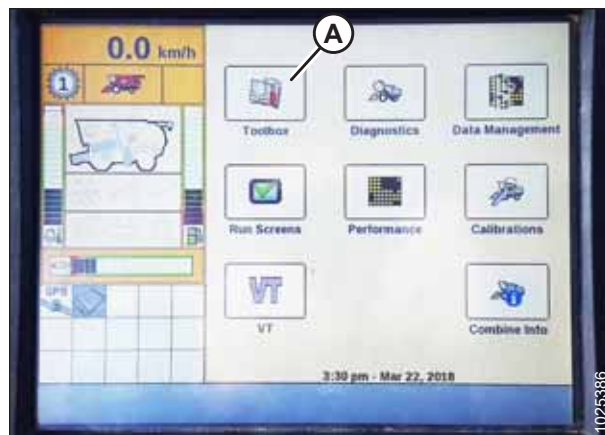 0.0 km/h
A
1
Toolbox
Diagnostics
Data Management
Run Screens
Performance
Calibrations
GPS
VT
VT
Combine Info
3:30 pm - Mar 22, 2018
1025386